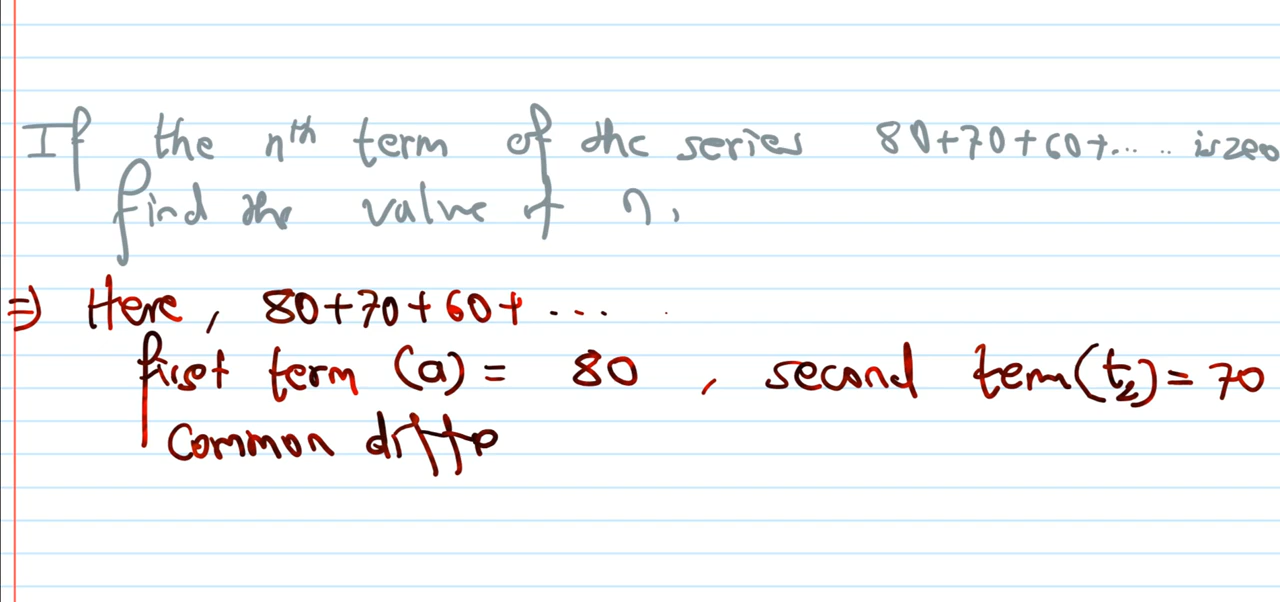 If the nth term of the series 80+70+60+..... is zero
find the value of n,
⇒ Here, 80+70+60+ ...
first term (a) = 80 , second term (t₂) = 70
Common diffe